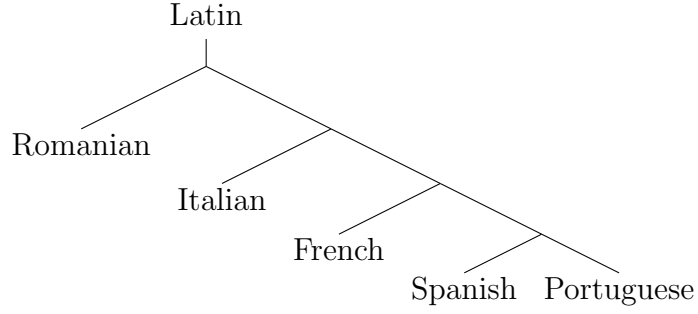 Latin
Romanian
Italian
French
Spanish Portuguese